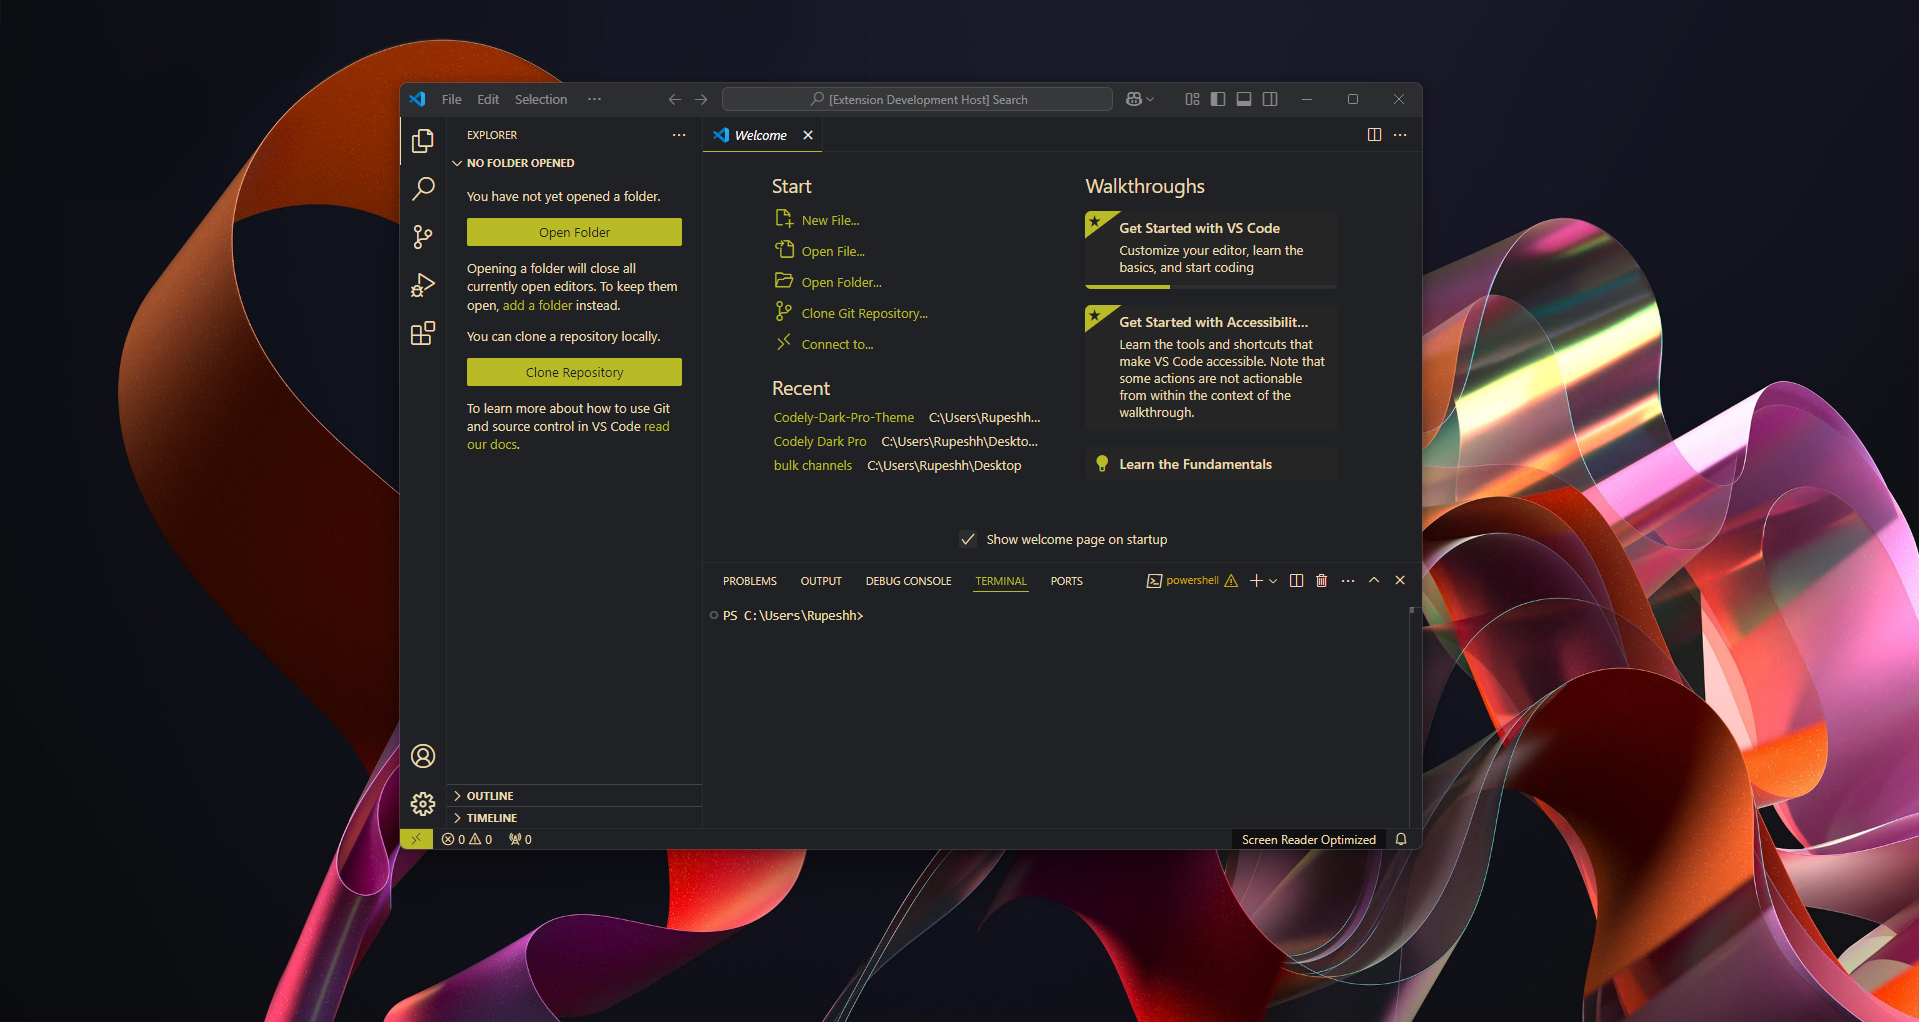 File Edit Selection ···
[Extension Development Host] Search
EXPLORER
NO FOLDER OPENED
You have not yet opened a folder.
Open Folder
Opening a folder will close all
currently open editors. To keep them
open, add a folder instead.
You can clone a repository locally.
Clone Repository
To learn more about how to use Git
and source control in VS Code read
our docs.
OUTLINE
TIMELINE
Welcome
Start
New File...
Open File...
Open Folder...
Clone Git Repository...
Connect to...
Recent
Codely-Dark-Pro-Theme C:\Users\Rupeshh...
Codely Dark Pro C:\Users\Rupeshh\Deskto...
bulk channels C:\Users\Rupeshh\Desktop
Walkthroughs
Get Started with VS Code
Customize your editor, learn the
basics, and start coding
Get Started with Accessibilit...
Learn the tools and shortcuts that
make VS Code accessible. Note that
some actions are not actionable
from within the context of the
walkthrough.
Learn the Fundamentals
Show welcome page on startup
PROBLEMS OUTPUT DEBUG CONSOLE TERMINAL PORTS powershell
PS C:\Users\Rupeshh>
0 0 0 Screen Reader Optimized